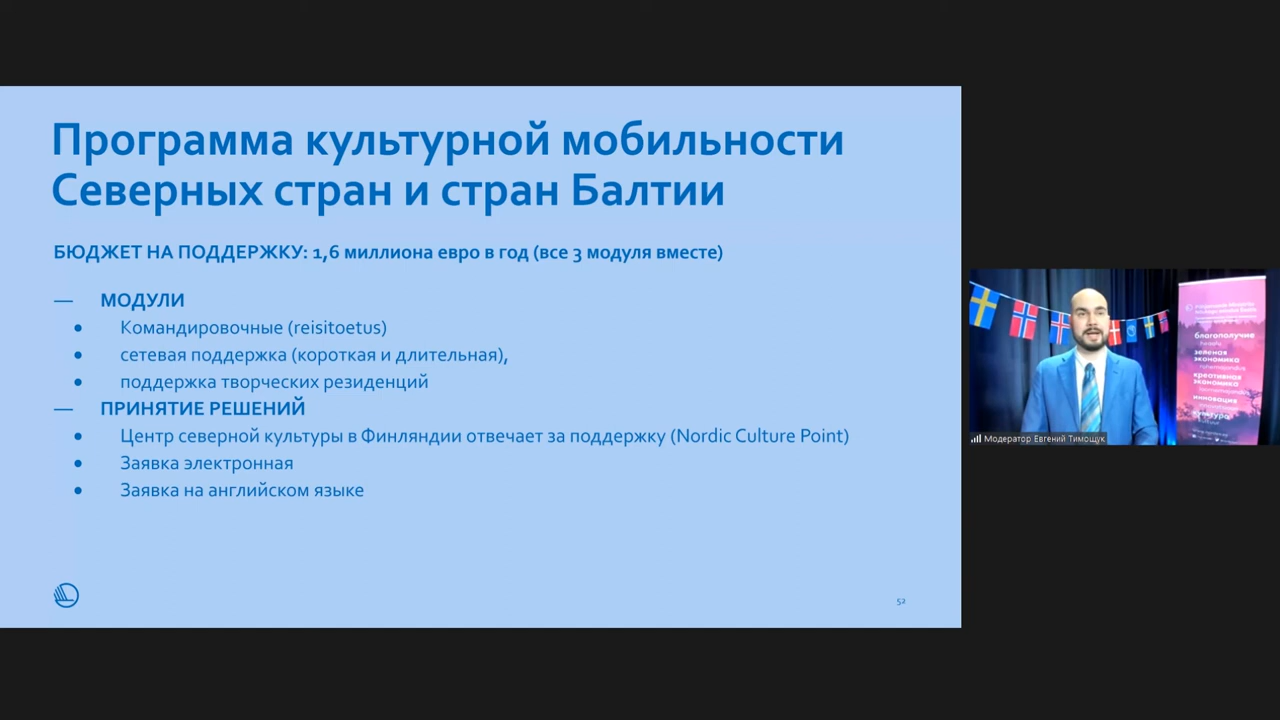 Программа культурной мобильности
Северных стран и стран Балтии
БЮДЖЕТ НА ПОДДЕРЖКУ: 1,6 миллиона евро в год (все 3 модуля вместе)
— МОДУЛИ
• Командировочные (reisitoetus)
• сетевая поддержка (короткая и длительная),
• поддержка творческих резиденций
— ПРИНЯТИЕ РЕШЕНИЙ
• Центр северной культуры в Финляндии отвечает за поддержку (Nordic Culture Point)
• Заявка электронная
• Заявка на английском языке
52
благополучие
зеленая
экономика
креативная
экономика
инновация
культура
Модератор Евгений Тимощук